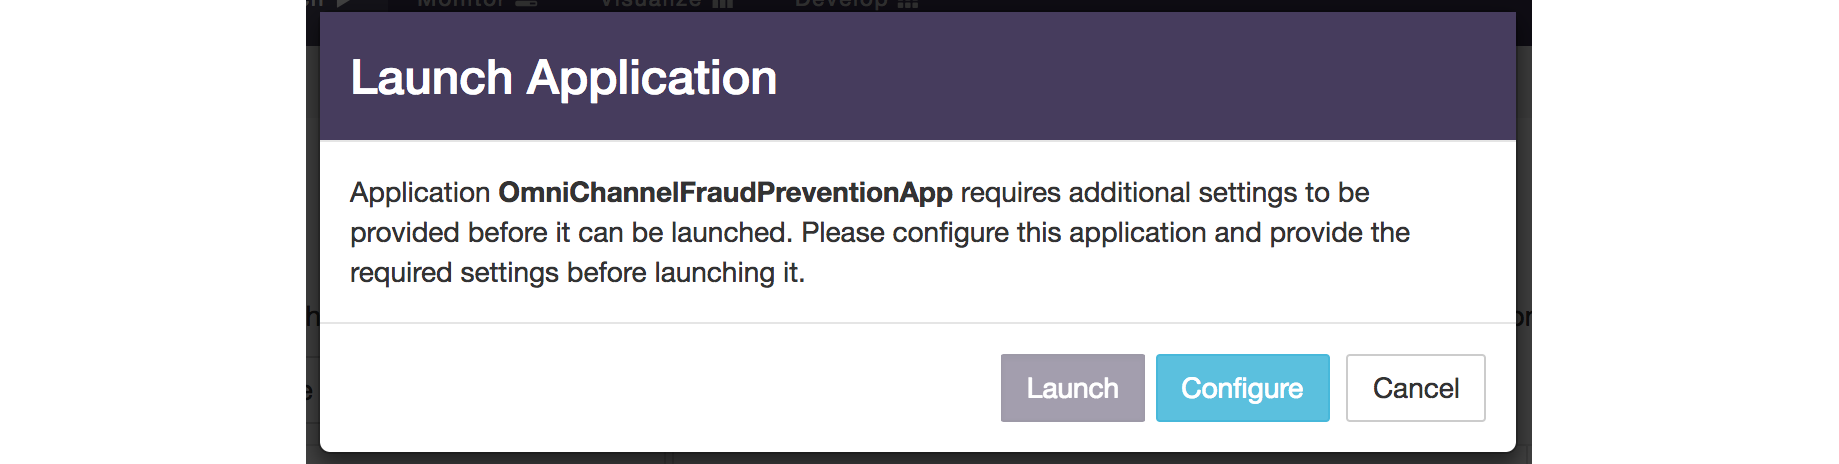 Monitor Visualize Develop
Launch Application
Application OmniChannelFraudPreventionApp requires additional settings to be
provided before it can be launched. Please configure this application and provide the
required settings before launching it.
Launch Configure Cancel